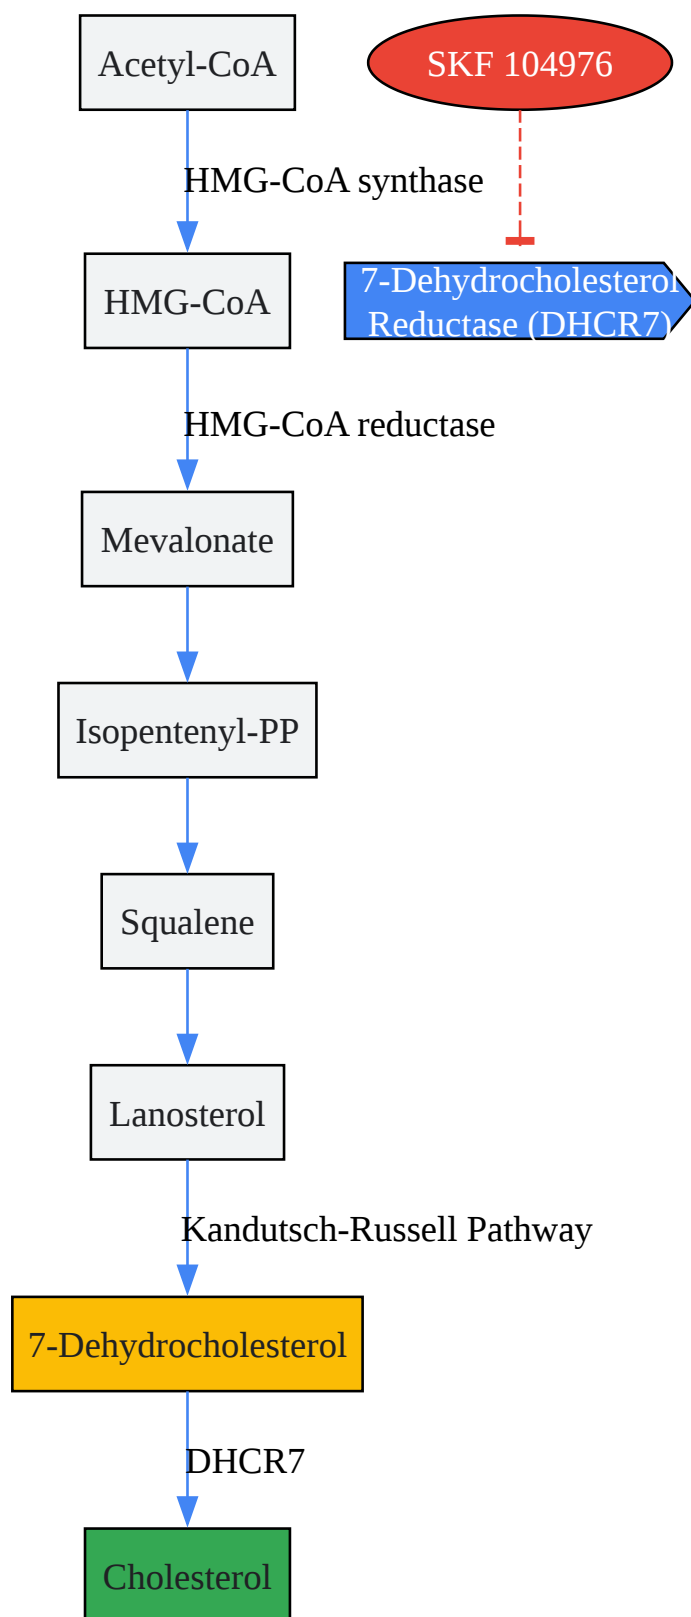 Acetyl-CoA
SKF 104976
HMG-CoA synthase
HMG-CoA
7-Dehydrocholesterol
Reductase (DHCR7)
HMG-CoA reductase
Mevalonate
Isopentenyl-PP
Squalene
Lanosterol
Kandutsch-Russell Pathway
7-Dehydrocholesterol
DHCR7
Cholesterol